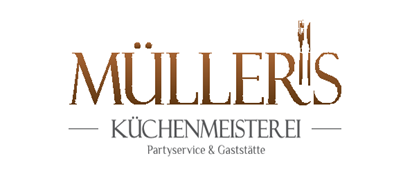 MÜLLER'S
KÜCHENMEISTEREI
Partyservice & Gaststätte